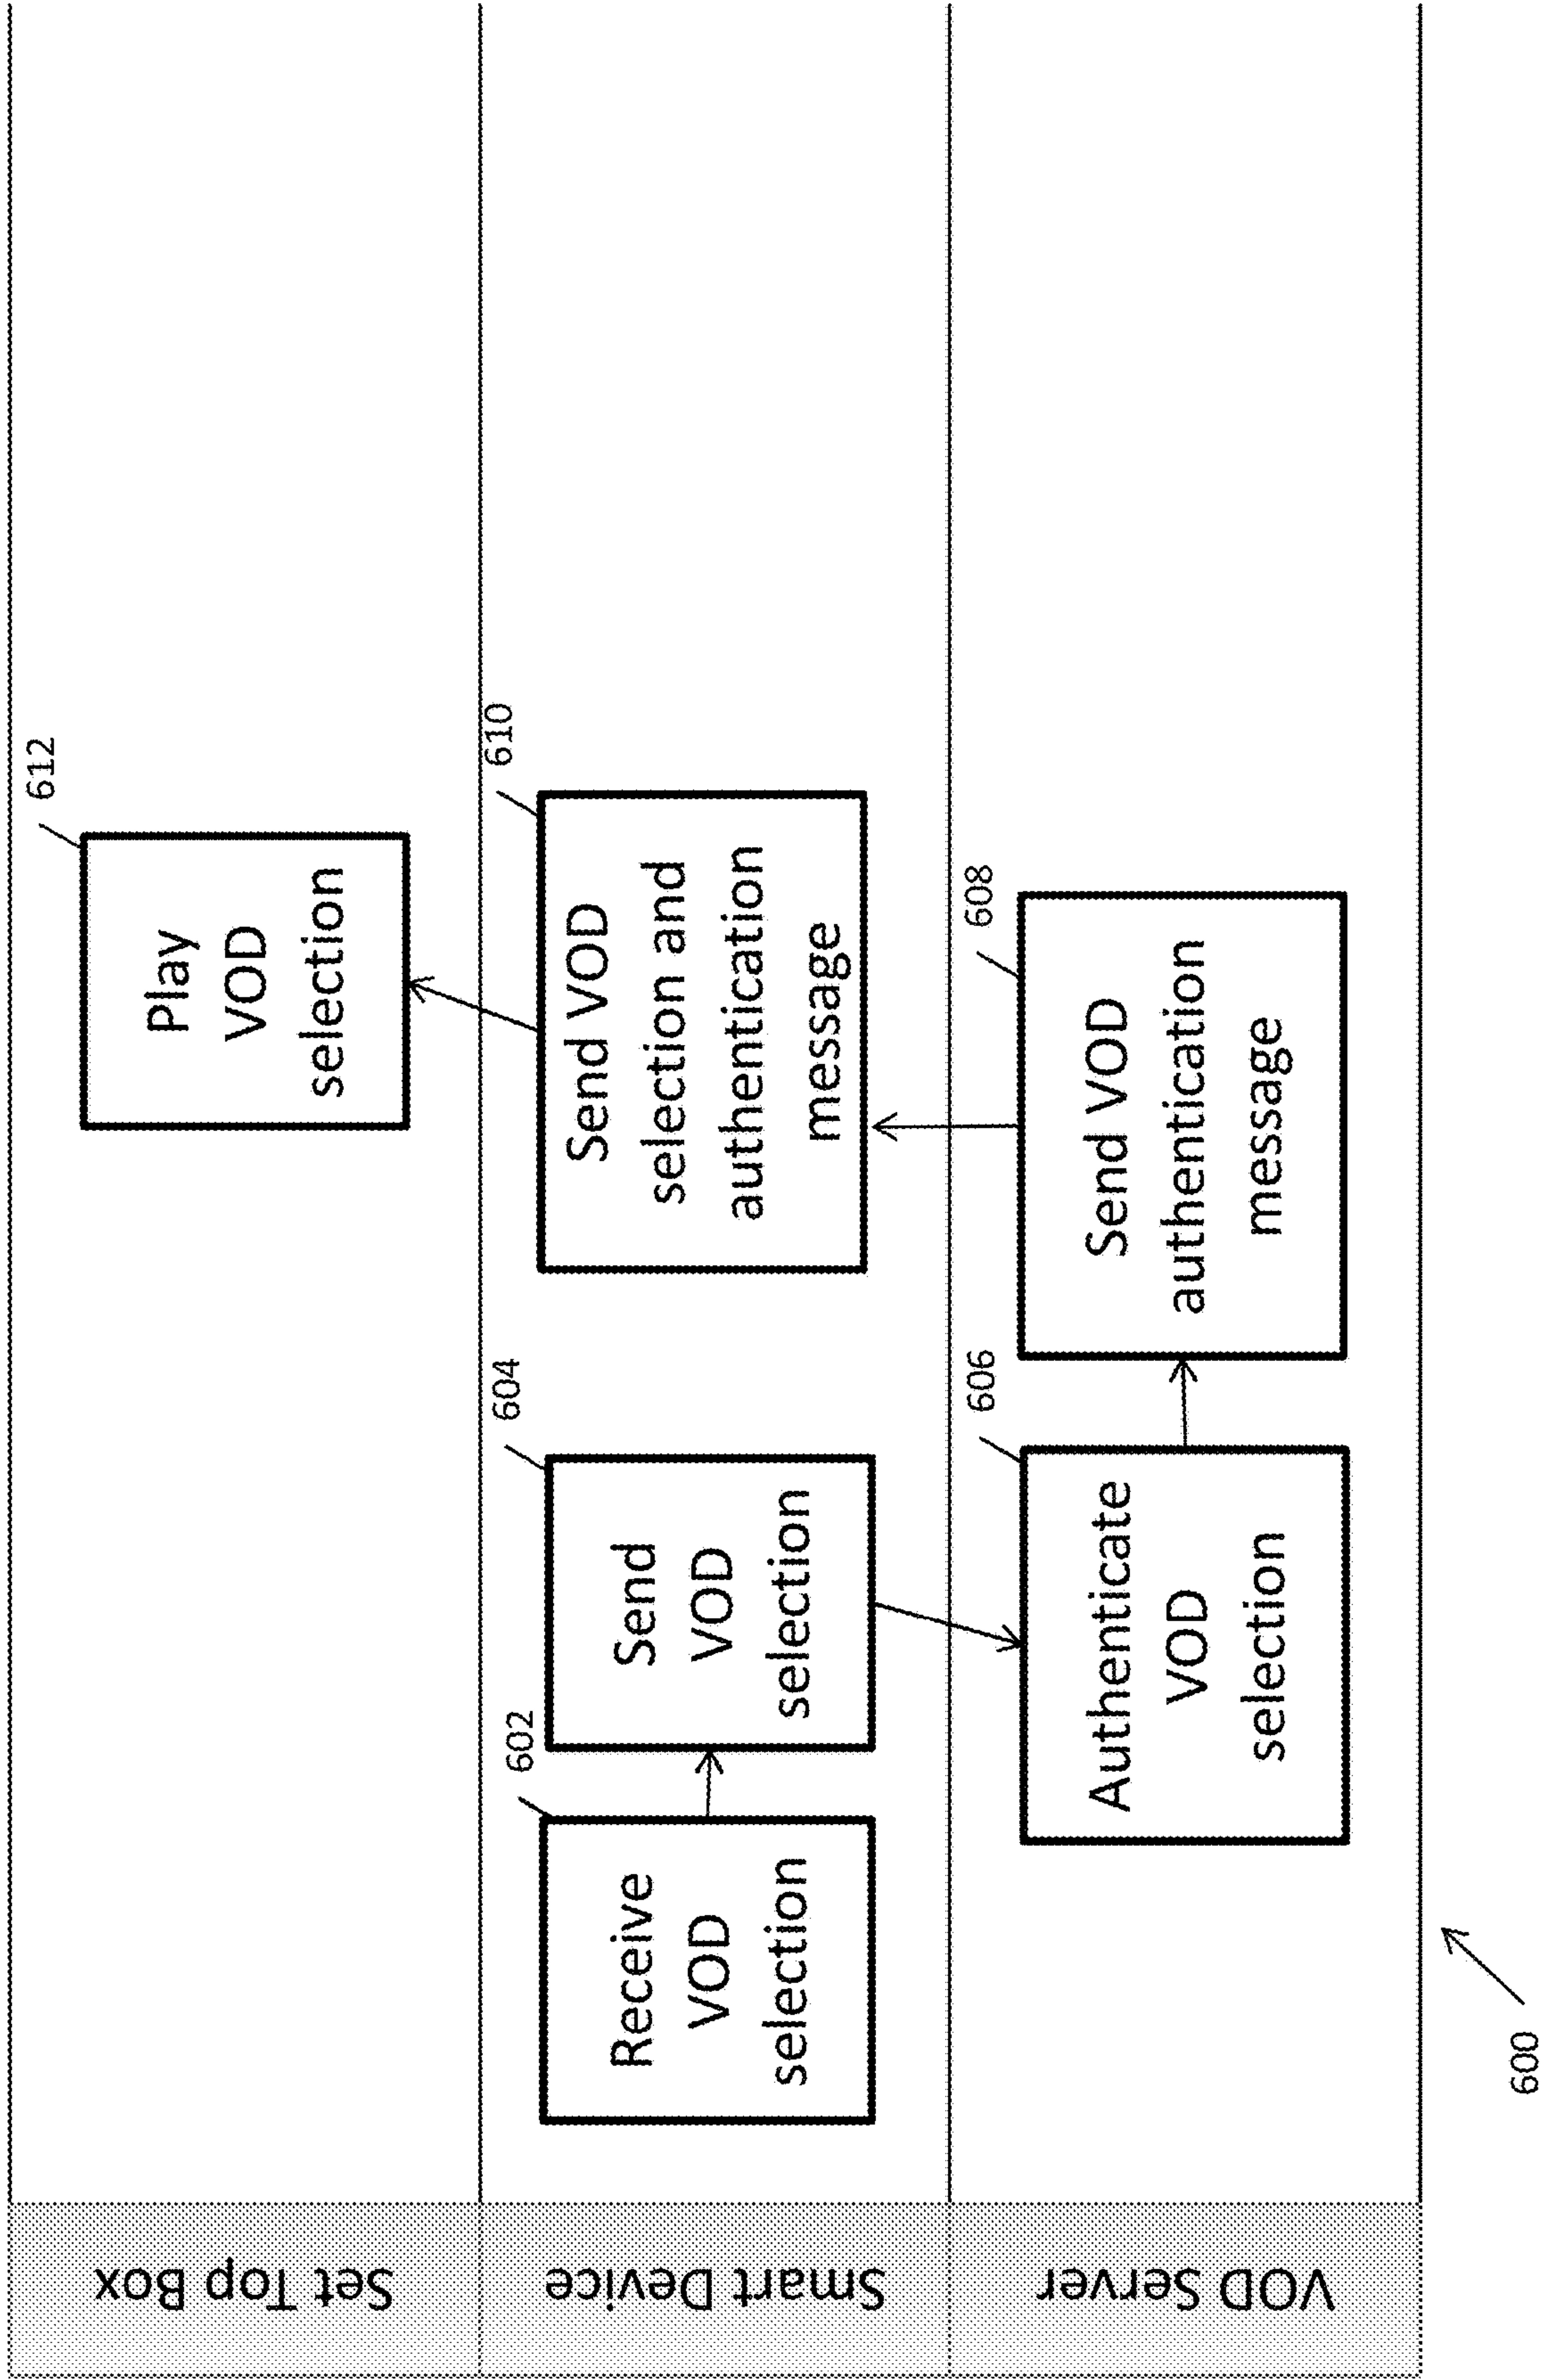 Set Top Box
Play
VOD
selection
612
Smart Device
Receive
VOD
selection
602
Send
VOD
selection
604
Send VOD
selection and
authentication
message
610
VOD Server
Authenticate
VOD
selection
606
Send VOD
authentication
message
608
600